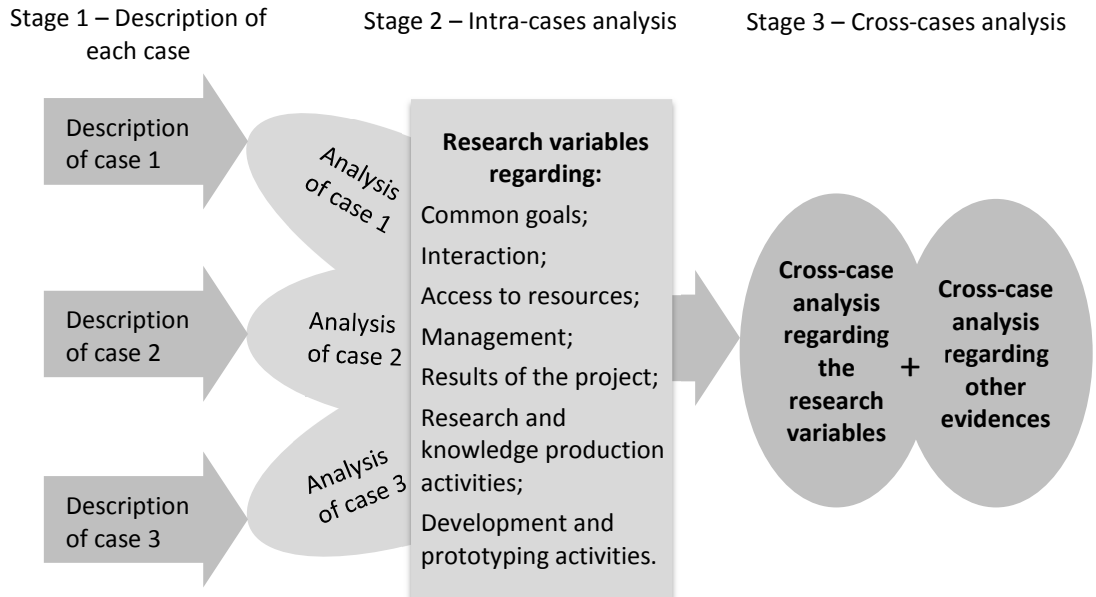 Stage 1 – Description of
each case
Stage 2 – Intra-cases analysis
Stage 3 – Cross-cases analysis
Description
of case 1
Analysis
of case 1
Description
of case 2
Analysis
of case 2
Description
of case 3
Analysis
of case 3
Research variables
regarding:
Common goals;
Interaction;
Access to resources;
Management;
Results of the project;
Research and
knowledge production
activities;
Development and
prototyping activities.
Cross-case
analysis
regarding
the
research
variables
+
Cross-case
analysis
regarding
other
evidences